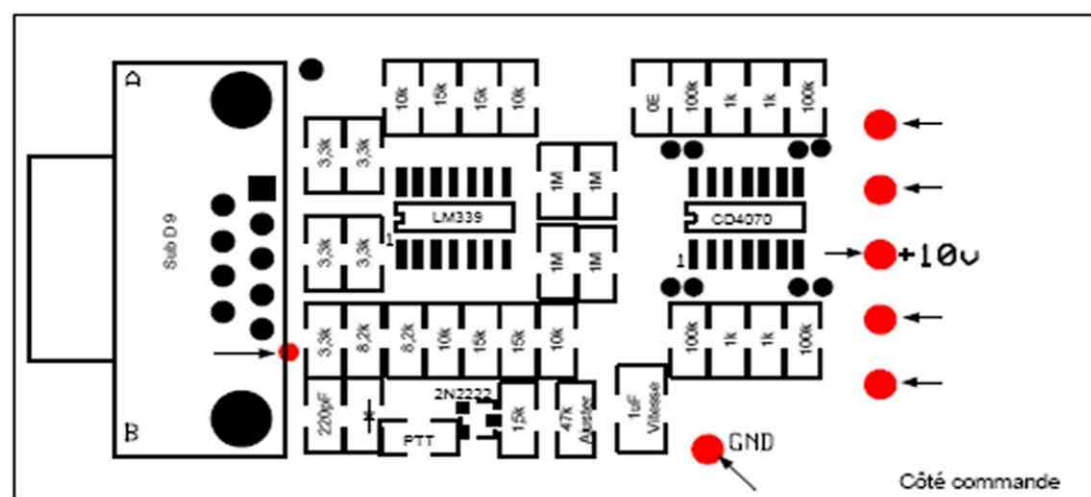 A
10k 15k 15k 10k
0E 100k 1k 1k 100k
3,3k 3,3k
1M 1M
LM339
CD4070
Sub D9
1
3,3k 3,3k
1M 1M
1
+10v
3,3k 8,2k 8,2k 10k 15k 15k 10k
100k 1k 1k 100k
2N2222
B
220pF
PTT
1,5k
47k
Ajuster
1uF
Vitesse
GND
Côté commande